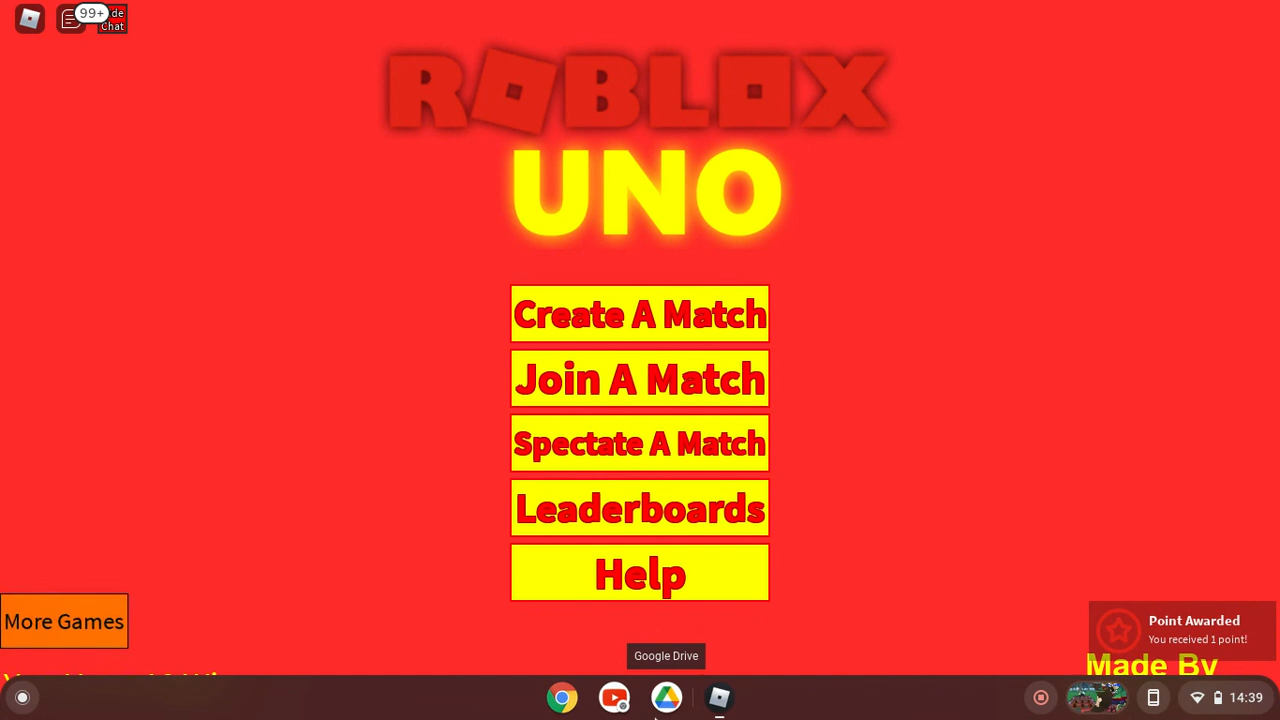 99+
Chat
ROBLOX
UNO
Create A Match
Join A Match
Spectate A Match
Leaderboards
Help
More Games
Point Awarded
You received 1 point!
Made By
Google Drive
14:39